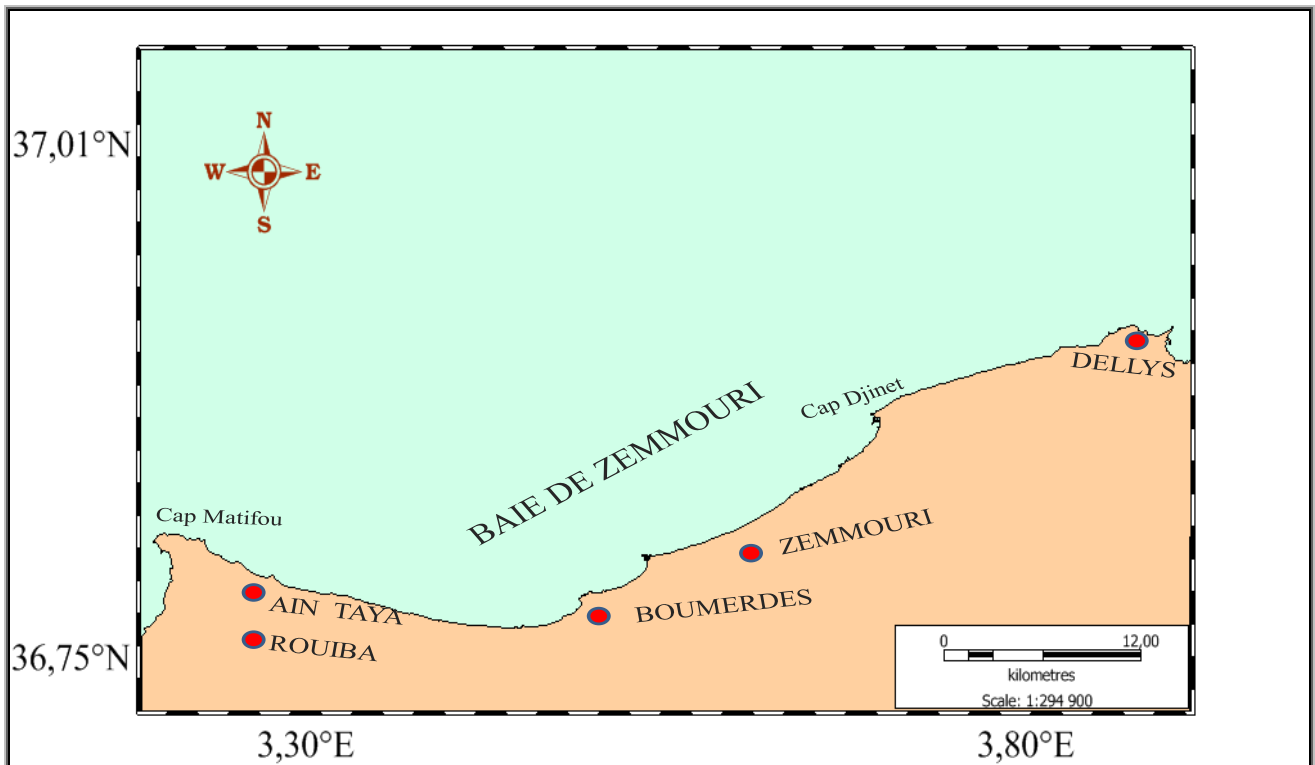 37,01°N
N
W E
S
DELLYS
Cap Djinet
BAIE DE ZEMMOURI
Cap Matifou
ZEMMOURI
AIN TAYA
BOUMERDES
ROUIBA
36,75°N
0 12,00
kilometres
Scale: 1:294 900
3,30°E 3,80°E